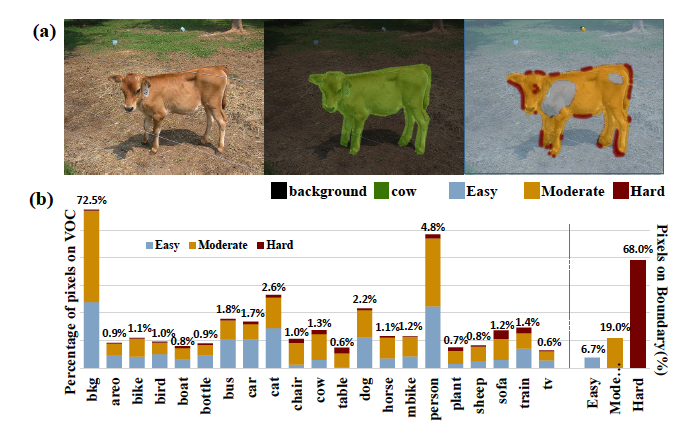 (a)
background cow Easy Moderate Hard
(b)
72.5%
Easy Moderate Hard
Percentage of pixels on VOC
0.9% 1.1% 1.0% 0.8% 0.9% 1.8% 1.7% 2.6% 1.0% 1.3% 0.6% 2.2% 1.1% 1.2% 4.8% 0.7% 0.8% 1.2% 1.4% 0.6%
bkg areo bike bird boat bottle bus car cat chair cow table dog horse mbike person plant sheep sofa train tv
6.7% 19.0% 68.0%
Easy Mode... Hard
Pixels on Boundary(%)